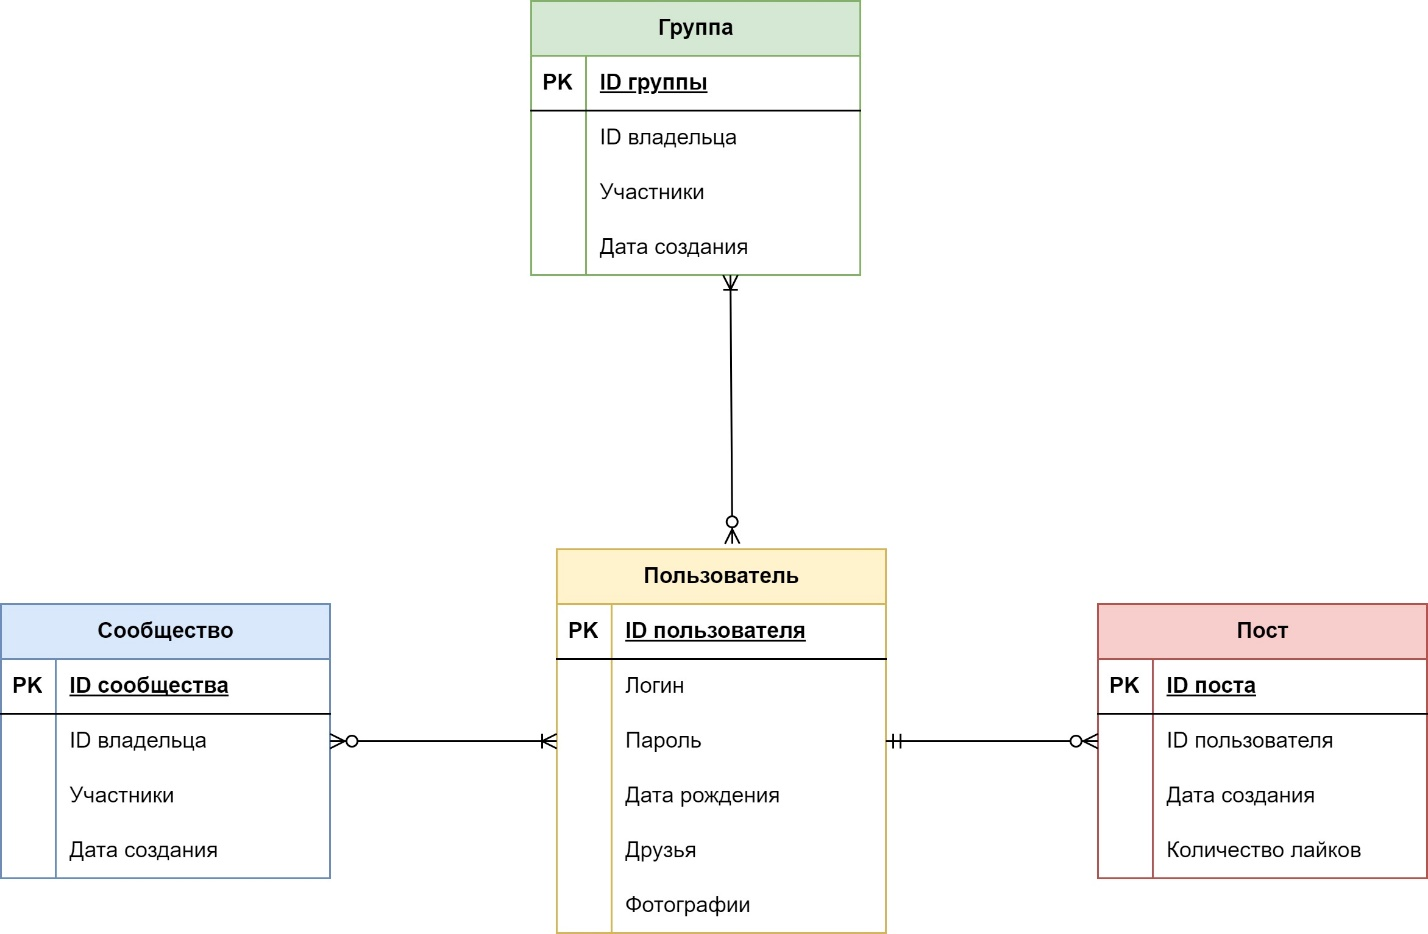 Группа
PK ID группы
ID владельца
Участники
Дата создания
Сообщество
PK ID сообщества
ID владельца
Участники
Дата создания
Пользователь
PK ID пользователя
Логин
Пароль
Дата рождения
Друзья
Фотографии
Пост
PK ID поста
ID пользователя
Дата создания
Количество лайков